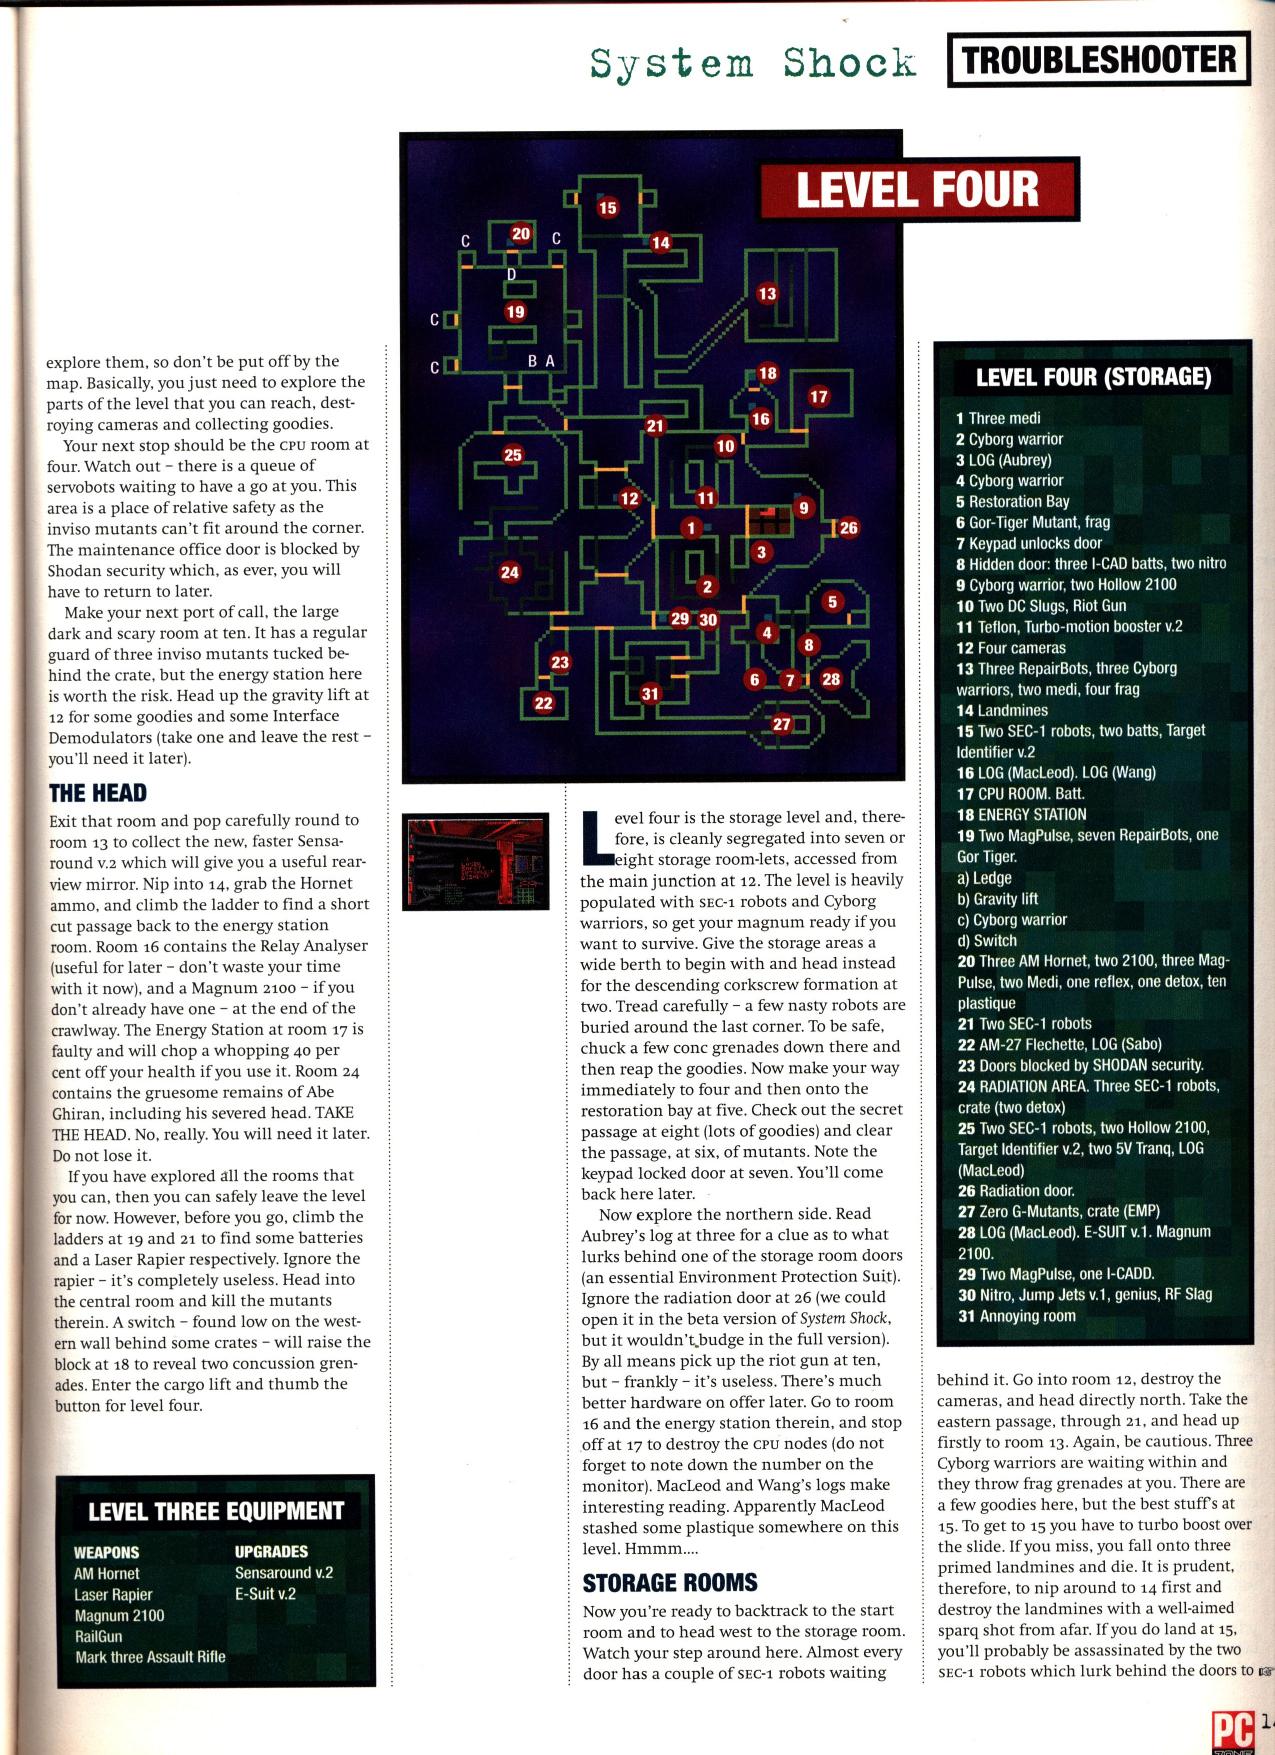 System Shock
TROUBLESHOOTER
LEVEL FOUR
15
20
C
C
14
D
13
19
C
C
B A
18
17
16
21
10
25
12
11
9
1
26
3
24
2
5
29
30
4
8
23
6
7
28
31
22
27
explore them, so don't be put off by the
map. Basically, you just need to explore the
parts of the level that you can reach, dest-
roying cameras and collecting goodies.
Your next stop should be the CPU room at
four. Watch out – there is a queue of
servobots waiting to have a go at you. This
area is a place of relative safety as the
inviso mutants can't fit around the corner.
The maintenance office door is blocked by
Shodan security which, as ever, you will
have to return to later.
Make your next port of call, the large
dark and scary room at ten. It has a regular
guard of three inviso mutants tucked be-
hind the crate, but the energy station here
is worth the risk. Head up the gravity lift at
12 for some goodies and some Interface
Demodulators (take one and leave the rest –
you'll need it later).
THE HEAD
Exit that room and pop carefully round to
room 13 to collect the new, faster Sensa-
round v.2 which will give you a useful rear-
view mirror. Nip into 14, grab the Hornet
ammo, and climb the ladder to find a short
cut passage back to the energy station
room. Room 16 contains the Relay Analyser
(useful for later – don't waste your time
with it now), and a Magnum 2100 – if you
don't already have one – at the end of the
crawlway. The Energy Station at room 17 is
faulty and will chop a whopping 40 per
cent off your health if you use it. Room 24
contains the gruesome remains of Abe
Ghiran, including his severed head. TAKE
THE HEAD. No, really. You will need it later.
Do not lose it.
If you have explored all the rooms that
you can, then you can safely leave the level
for now. However, before you go, climb the
ladders at 19 and 21 to find some batteries
and a Laser Rapier respectively. Ignore the
rapier – it's completely useless. Head into
the central room and kill the mutants
therein. A switch – found low on the west-
ern wall behind some crates – will raise the
block at 18 to reveal two concussion gren-
ades. Enter the cargo lift and thumb the
button for level four.
LEVEL THREE EQUIPMENT
WEAPONS
AM Hornet
Laser Rapier
Magnum 2100
RailGun
Mark three Assault Rifle
UPGRADES
Sensaround v.2
E-Suit v.2
Level four is the storage level and, there-
fore, is cleanly segregated into seven or
eight storage room-lets, accessed from
the main junction at 12. The level is heavily
populated with SEC-1 robots and Cyborg
warriors, so get your magnum ready if you
want to survive. Give the storage areas a
wide berth to begin with and head instead
for the descending corkscrew formation at
two. Tread carefully – a few nasty robots are
buried around the last corner. To be safe,
chuck a few conc grenades down there and
then reap the goodies. Now make your way
immediately to four and then onto the
restoration bay at five. Check out the secret
passage at eight (lots of goodies) and clear
the passage, at six, of mutants. Note the
keypad locked door at seven. You'll come
back here later.
Now explore the northern side. Read
Aubrey's log at three for a clue as to what
lurks behind one of the storage room doors
(an essential Environment Protection Suit).
Ignore the radiation door at 26 (we could
open it in the beta version of System Shock,
but it wouldn't budge in the full version).
By all means pick up the riot gun at ten,
but – frankly – it's useless. There's much
better hardware on offer later. Go to room
16 and the energy station therein, and stop
off at 17 to destroy the CPU nodes (do not
forget to note down the number on the
monitor). MacLeod and Wang's logs make
interesting reading. Apparently MacLeod
stashed some plastique somewhere on this
level. Hmmm....
STORAGE ROOMS
Now you're ready to backtrack to the start
room and to head west to the storage room.
Watch your step around here. Almost every
door has a couple of SEC-1 robots waiting
LEVEL FOUR (STORAGE)
1 Three medi
2 Cyborg warrior
3 LOG (Aubrey)
4 Cyborg warrior
5 Restoration Bay
6 Gor-Tiger Mutant, frag
7 Keypad unlocks door
8 Hidden door: three I-CAD batts, two nitro
9 Cyborg warrior, two Hollow 2100
10 Two DC Slugs, Riot Gun
11 Teflon, Turbo-motion booster v.2
12 Four cameras
13 Three RepairBots, three Cyborg
warriors, two medi, four frag
14 Landmines
15 Two SEC-1 robots, two batts, Target
Identifier v.2
16 LOG (MacLeod). LOG (Wang)
17 CPU ROOM. Batt.
18 ENERGY STATION
19 Two MagPulse, seven RepairBots, one
Gor Tiger.
a) Ledge
b) Gravity lift
c) Cyborg warrior
d) Switch
20 Three AM Hornet, two 2100, three Mag-
Pulse, two Medi, one reflex, one detox, ten
plastique
21 Two SEC-1 robots
22 AM-27 Flechette, LOG (Sabo)
23 Doors blocked by SHODAN security.
24 RADIATION AREA. Three SEC-1 robots,
crate (two detox)
25 Two SEC-1 robots, two Hollow 2100,
Target Identifier v.2, two 5V Tranq, LOG
(MacLeod)
26 Radiation door.
27 Zero G-Mutants, crate (EMP)
28 LOG (MacLeod). E-SUIT v.1. Magnum
2100.
29 Two MagPulse, one I-CADD.
30 Nitro, Jump Jets v.1, genius, RF Slag
31 Annoying room
behind it. Go into room 12, destroy the
cameras, and head directly north. Take the
eastern passage, through 21, and head up
firstly to room 13. Again, be cautious. Three
Cyborg warriors are waiting within and
they throw frag grenades at you. There are
a few goodies here, but the best stuff's at
15. To get to 15 you have to turbo boost over
the slide. If you miss, you fall onto three
primed landmines and die. It is prudent,
therefore, to nip around to 14 first and
destroy the landmines with a well-aimed
sparq shot from afar. If you do land at 15,
you'll probably be assassinated by the two
SEC-1 robots which lurk behind the doors to
PC
ZONE